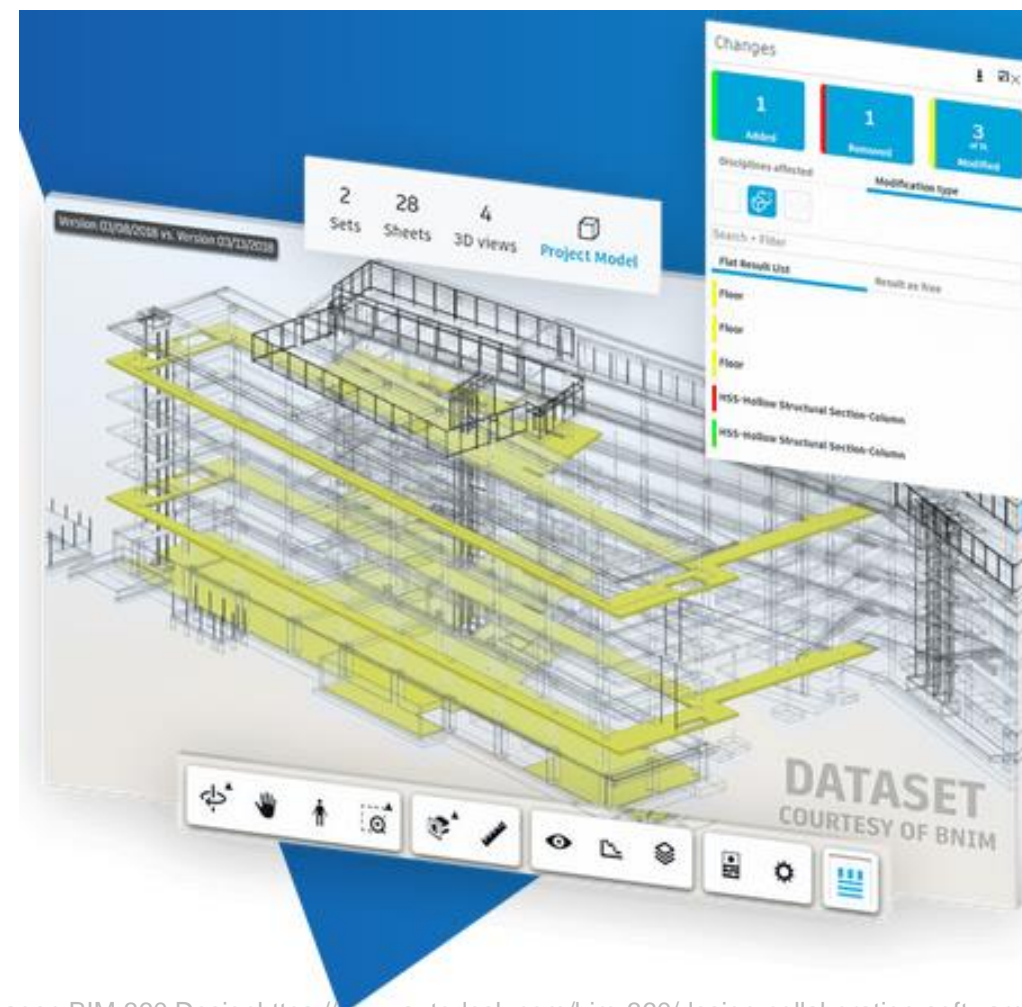 Changes
1
Added
1
Removed
3
of 14
Modified
Disciplines affected
Modification type
Search + Filter
Flat Result List
Result as Tree
Floor
Floor
Floor
HSS-Hollow Structural Section-Column
HSS-Hollow Structural Section-Column
2
Sets
28
Sheets
4
3D views
Project Model
Version 03/08/2018 vs. Version 03/13/2018
DATASET
COURTESY OF BNIM